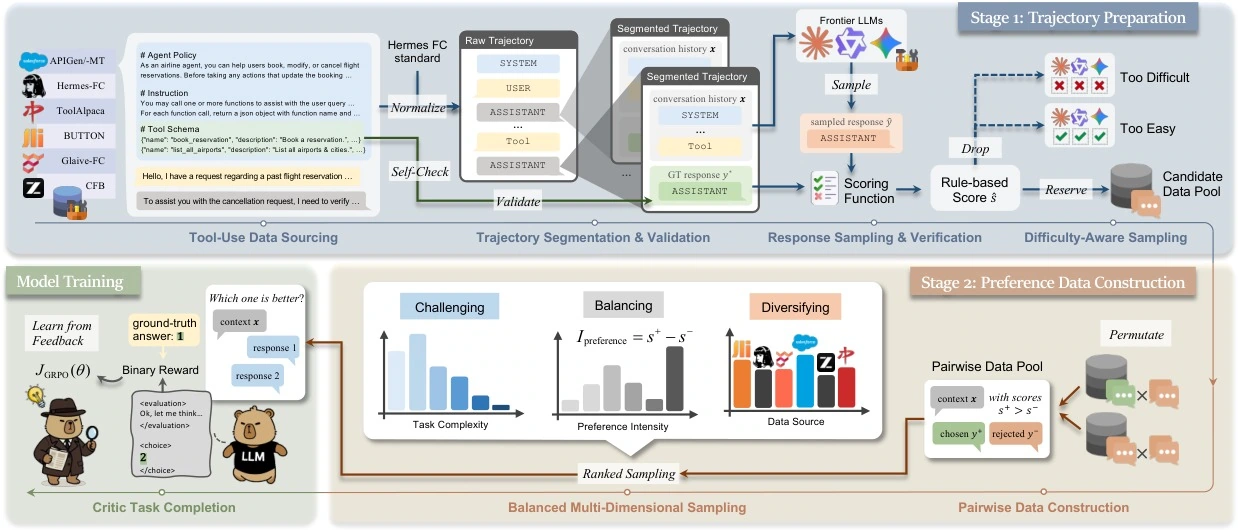 Stage 1: Trajectory Preparation
salesforce
APIGen/-MT
Hermes-FC
ToolAlpaca
BUTTON
Glaive-FC
CFB
# Agent Policy
As an airline agent, you can help users book, modify, or cancel flight
reservations. Before taking any actions that update the booking ...
# Instruction
You may call one or more functions to assist with the user query ...
For each function call, return a json object with function name and ...
# Tool Schema
{"name": "book_reservation", "description": "Book a reservation.", ...}
{"name": "list_all_airports", "description": "List all airports & cities.", ...}
Hello, I have a request regarding a past flight reservation ...
To assist you with the cancellation request, I need to verify ...
Hermes FC
standard
Normalize
Self-Check
Validate
Raw Trajectory
SYSTEM
USER
ASSISTANT
...
Tool
ASSISTANT
Segmented Trajectory
conversation history x
...
Segmented Trajectory
conversation history x
SYSTEM
...
Tool
GT response y*
ASSISTANT
Frontier LLMs
Sample
sampled response ŷ
ASSISTANT
Scoring
Function
Drop
Rule-based
Score ŝ
Reserve
Too Difficult
Too Easy
Candidate
Data Pool
Tool-Use Data Sourcing
Trajectory Segmentation & Validation
Response Sampling & Verification
Difficulty-Aware Sampling
Model Training
Learn from
Feedback
J_GRPO(θ)
ground-truth
answer: 1
Binary Reward
<evaluation>
Ok, let me think...
</evaluation>
<choice>
2
</choice>
Which one is better?
context x
response 1
response 2
LLM
Critic Task Completion
Stage 2: Preference Data Construction
Challenging
Task Complexity
Balancing
I_preference = s⁺ − s⁻
Preference Intensity
Diversifying
salesforce
Data Source
Ranked Sampling
Permutate
Pairwise Data Pool
context x
with scores
s⁺ > s⁻
chosen y⁺
rejected y⁻
×
×
Balanced Multi-Dimensional Sampling
Pairwise Data Construction